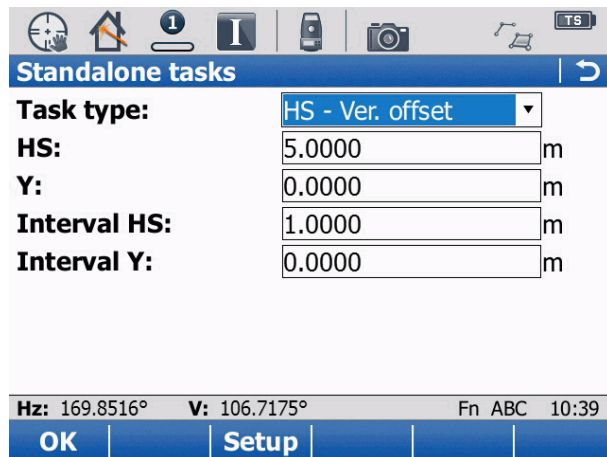 1 I TS
Standalone tasks
Task type: HS - Ver. offset
HS: 5.0000 m
Y: 0.0000 m
Interval HS: 1.0000 m
Interval Y: 0.0000 m
Hz: 169.8516° V: 106.7175° Fn ABC 10:39
OK Setup